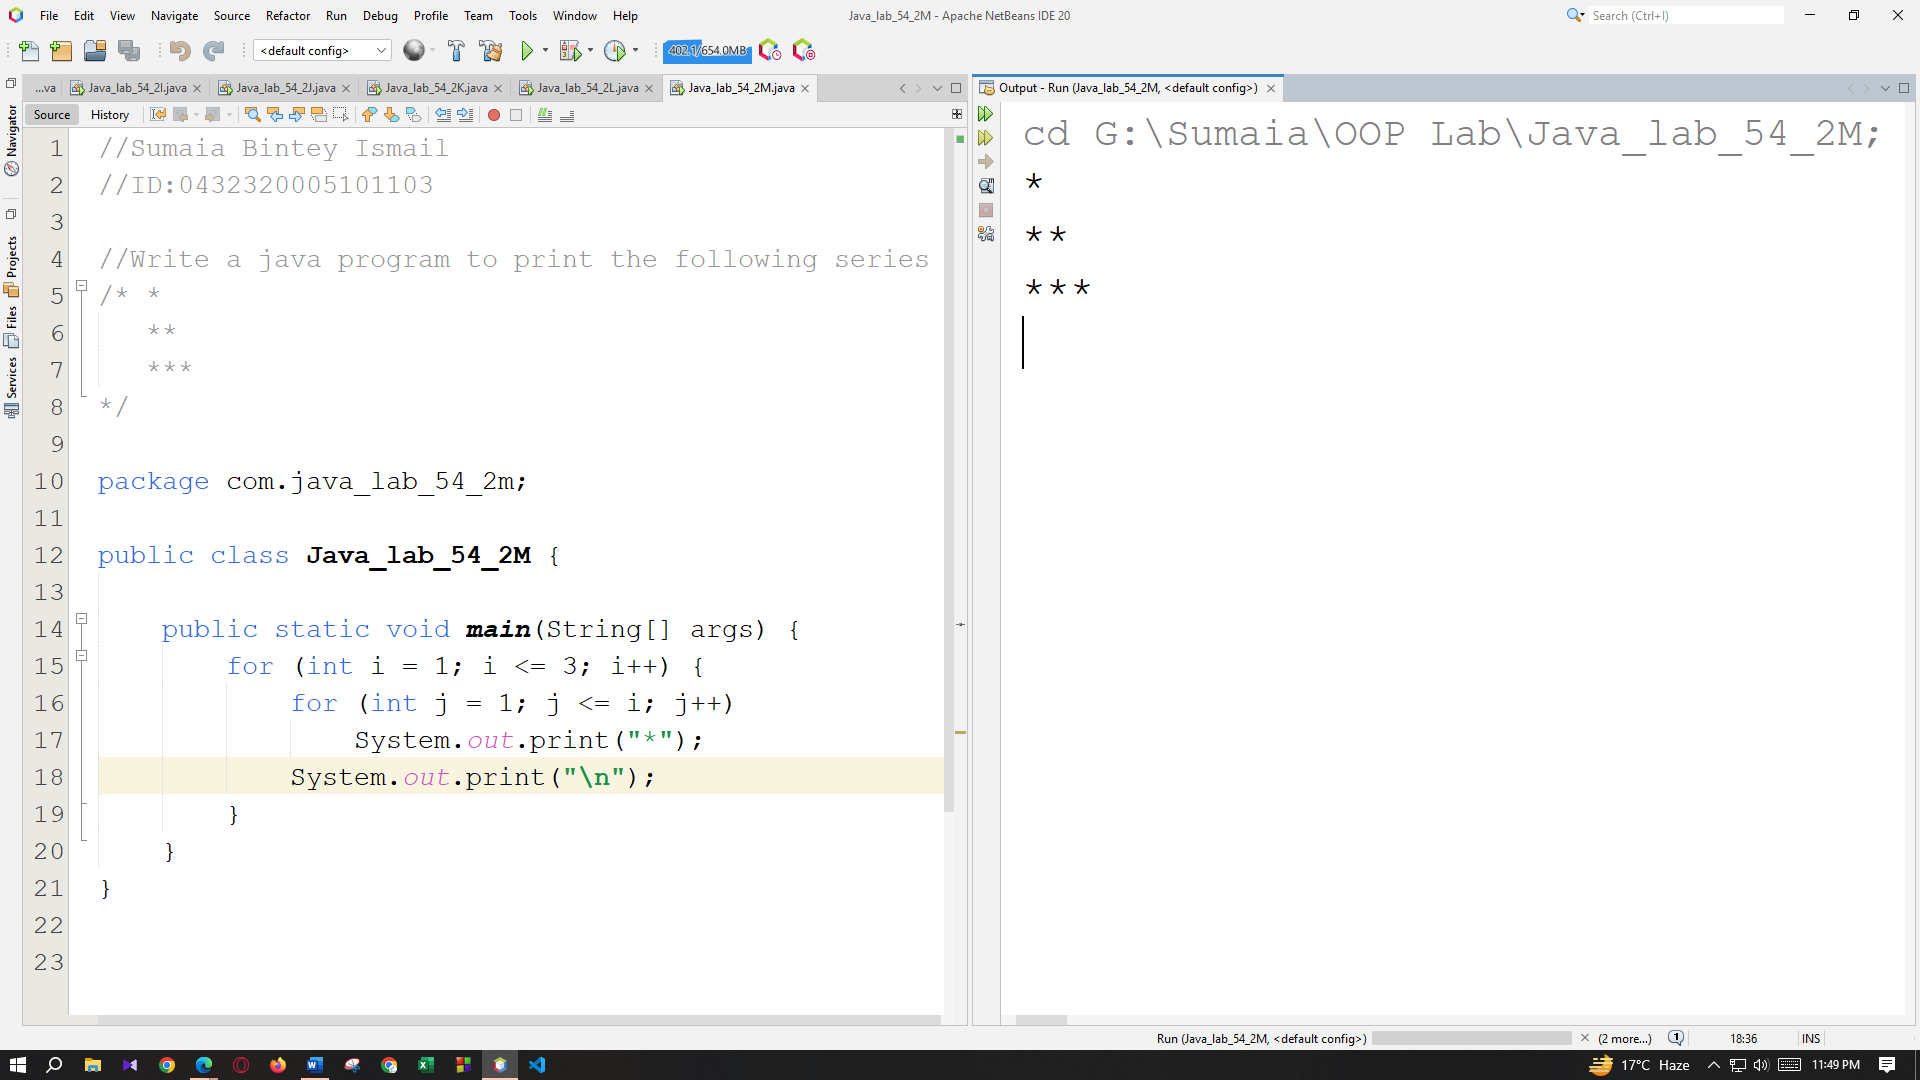 File Edit View Navigate Source Refactor Run Debug Profile Team Tools Window Help
Java_lab_54_2M - Apache NetBeans IDE 20
Search (Ctrl+I)
<default config>
402.1/654.0MB
...va Java_lab_54_2I.java Java_lab_54_2J.java Java_lab_54_2K.java Java_lab_54_2L.java Java_lab_54_2M.java
Source History
Navigator
Projects
Files
Services
1 //Sumaia Bintey Ismail
2 //ID:0432320005101103
3
4 //Write a java program to print the following series
5 /* *
6 **
7 ***
8 */
9
10 package com.java_lab_54_2m;
11
12 public class Java_lab_54_2M {
13
14 public static void main(String[] args) {
15 for (int i = 1; i <= 3; i++) {
16 for (int j = 1; j <= i; j++)
17 System.out.print("*");
18 System.out.print("\n");
19 }
20 }
21 }
22
23
Output - Run (Java_lab_54_2M, <default config>)
cd G:\Sumaia\OOP Lab\Java_lab_54_2M;
*
**
***
Run (Java_lab_54_2M, <default config>) (2 more...) 1 18:36 INS
17°C Haze 11:49 PM